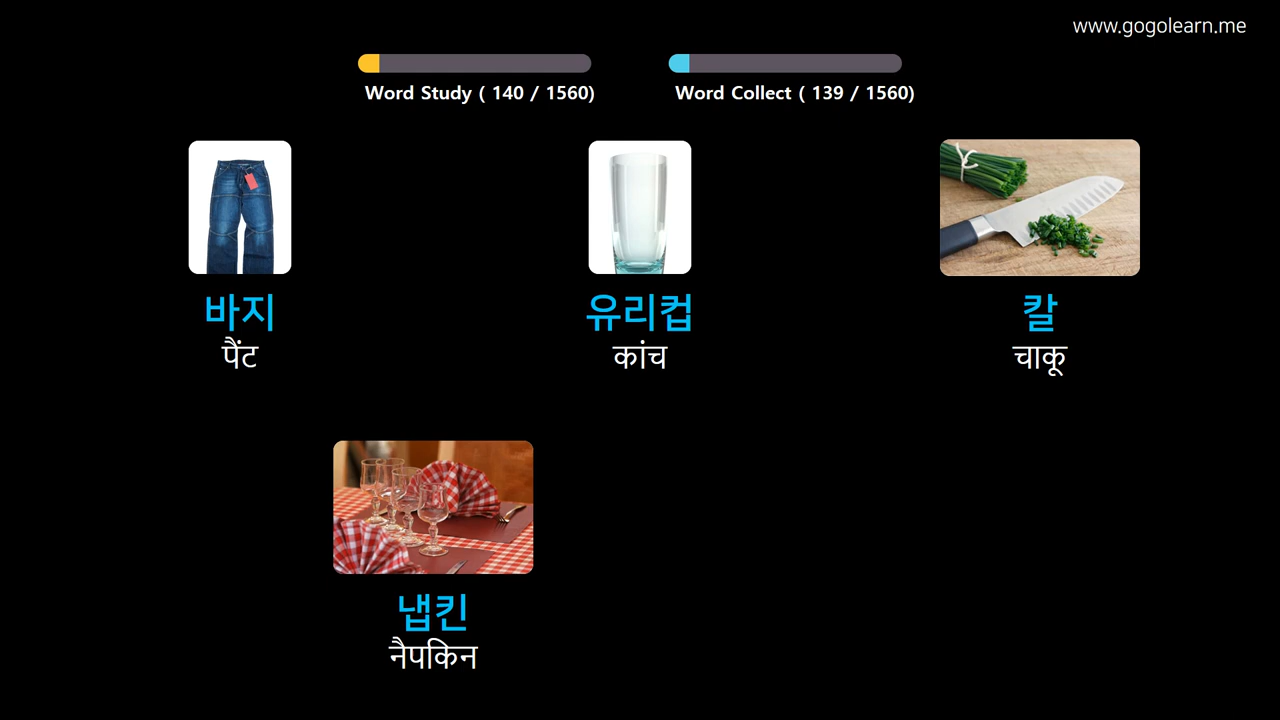 www.gogolearn.me
Word Study ( 140 / 1560)
Word Collect ( 139 / 1560)
바지
पैंट
유리컵
कांच
칼
चाकू
냅킨
नैपकिन